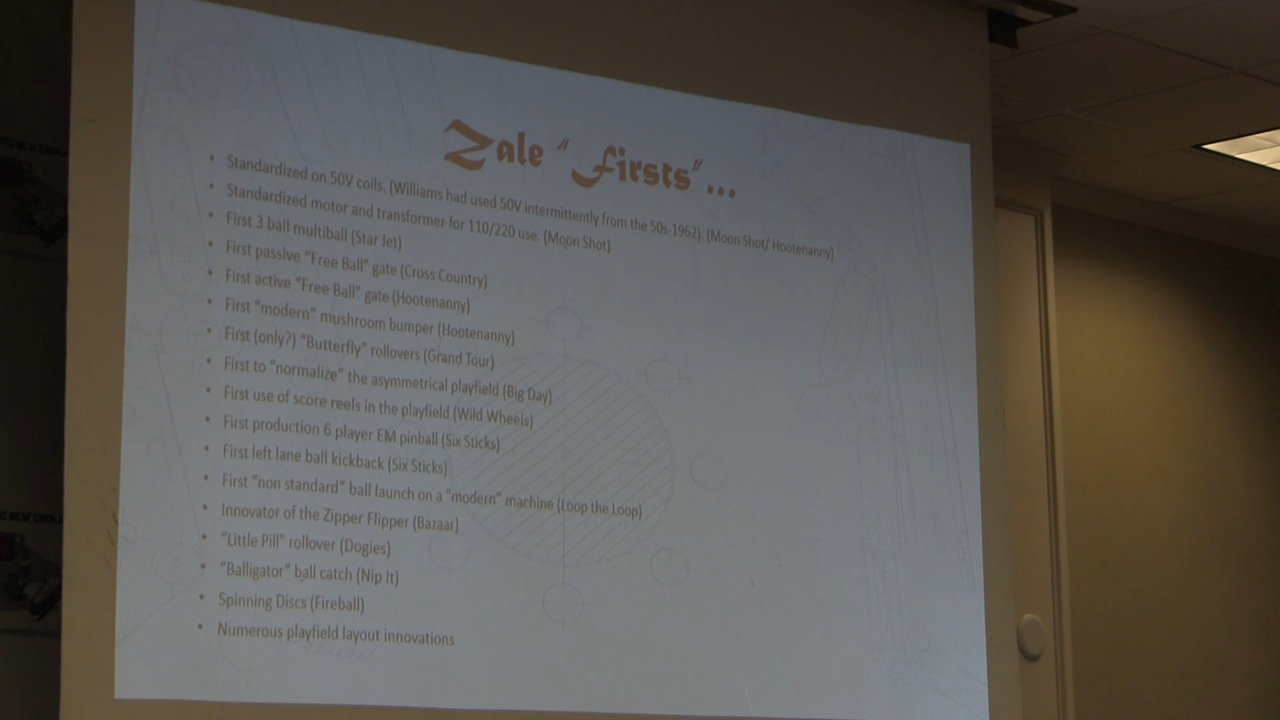 Zale "Firsts"...
• Standardized on 50V coils. (Williams had used 50V intermittently from the 50s-1962). (Moon Shot/ Hootenanny)
• Standardized motor and transformer for 110/220 use. (Moon Shot)
• First 3 ball multiball (Star Jet)
• First passive "Free Ball" gate (Cross Country)
• First active "Free Ball" gate (Hootenanny)
• First "modern" mushroom bumper (Hootenanny)
• First (only?) "Butterfly" rollovers (Grand Tour)
• First to "normalize" the asymmetrical playfield (Big Day)
• First use of score reels in the playfield (Wild Wheels)
• First production 6 player EM pinball (Six Sticks)
• First left lane ball kickback (Six Sticks)
• First "non standard" ball launch on a "modern" machine (Loop the Loop)
• Innovator of the Zipper Flipper (Bazaar)
• "Little Pill" rollover (Dogies)
• "Balligator" ball catch (Nip It)
• Spinning Discs (Fireball)
• Numerous playfield layout innovations